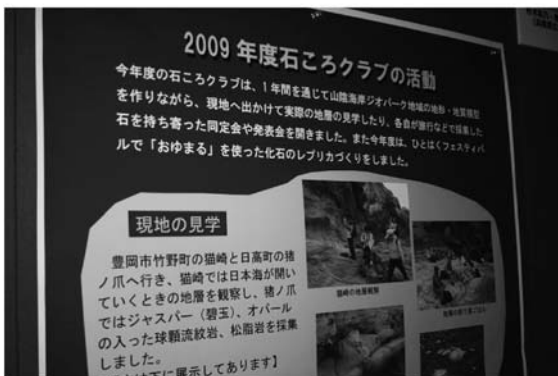 2009 年度石ころクラブの活動
今年度の石ころクラブは、1年間を通じて山陰海岸ジオパーク地域の地形・地質模型
を作りながら、現地へ出かけて実際の地層の見学したり、各自が旅行などで採集した
石を持ち寄った同定会や発表会を開きました。また今年度は、ひとはくフェスティバ
ルで「おゆまる」を使った化石のレプリカづくりをしました。
現地の見学
豊岡市竹野町の猫崎と日高町の猪
ノ爪へ行き、猫崎では日本海が開い
ていくときの地層を観察し、猪ノ爪
ではジャスパー（碧玉）、オパール
の入った球顆流紋岩、松脂岩を採集
しました。
下に展示してあります】
猫崎の地層観察